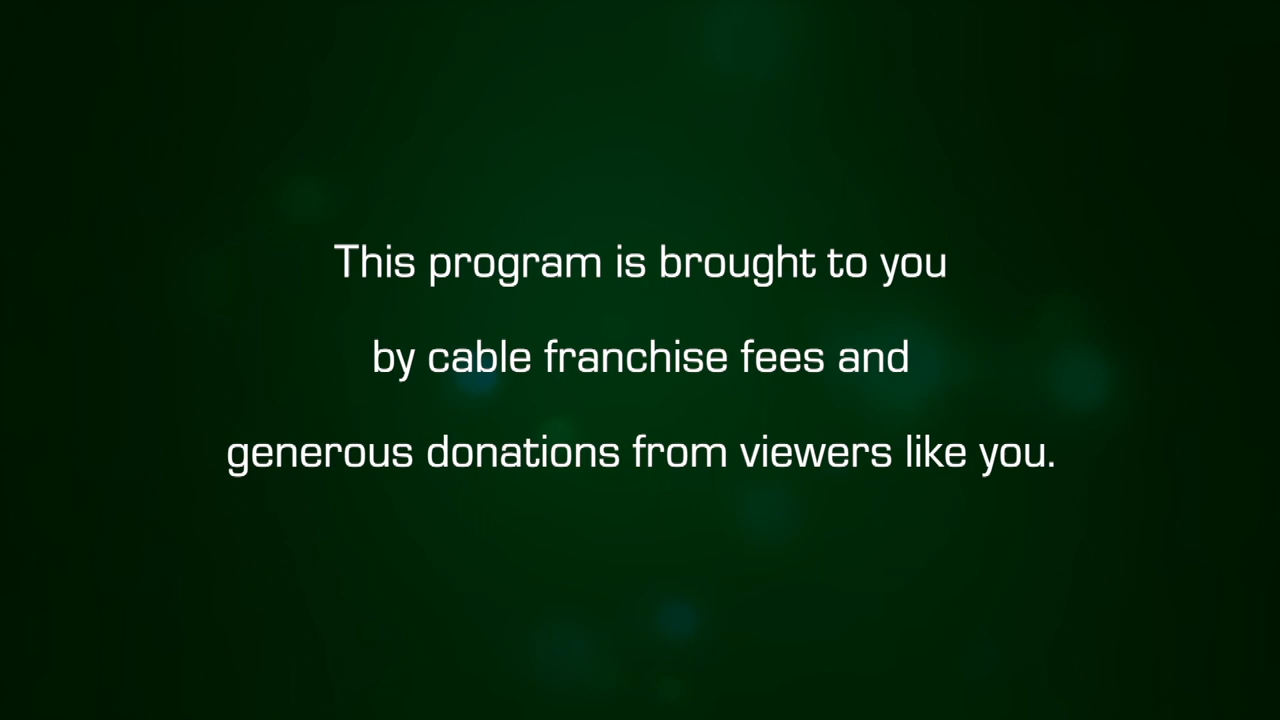 This program is brought to you
by cable franchise fees and
generous donations from viewers like you.